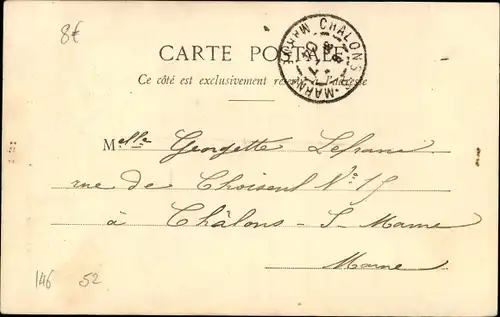 8€
CHALONS S MARNE
CARTE POSTALE
Ce côté est exclusivement réservé à l'adresse
Melle Georgette Lefranc
rue de Choiseul N° 15
à Châlons - S - Marne
Marne
146 52